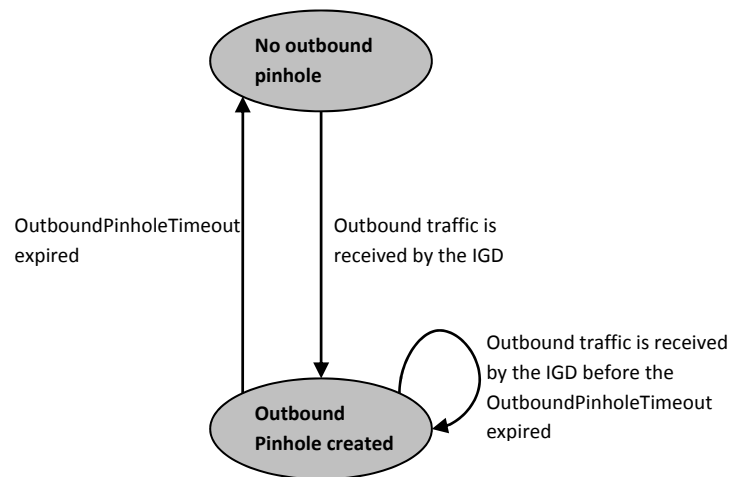 No outbound
pinhole
OutboundPinholeTimeout
expired
Outbound traffic is
received by the IGD
Outbound traffic is received
by the IGD before the
OutboundPinholeTimeout
expired
Outbound
Pinhole created